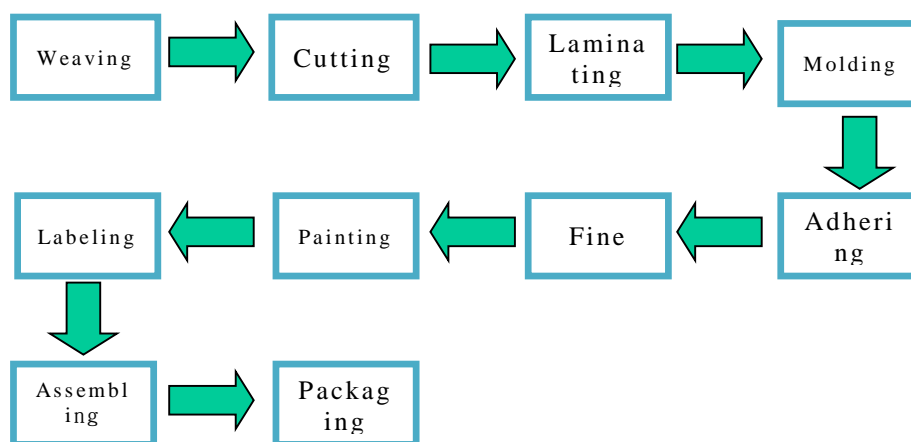 Weaving
Cutting
Lamina
ting
Molding
Labeling
Painting
Fine
Adheri
ng
Assembl
ing
Packag
ing